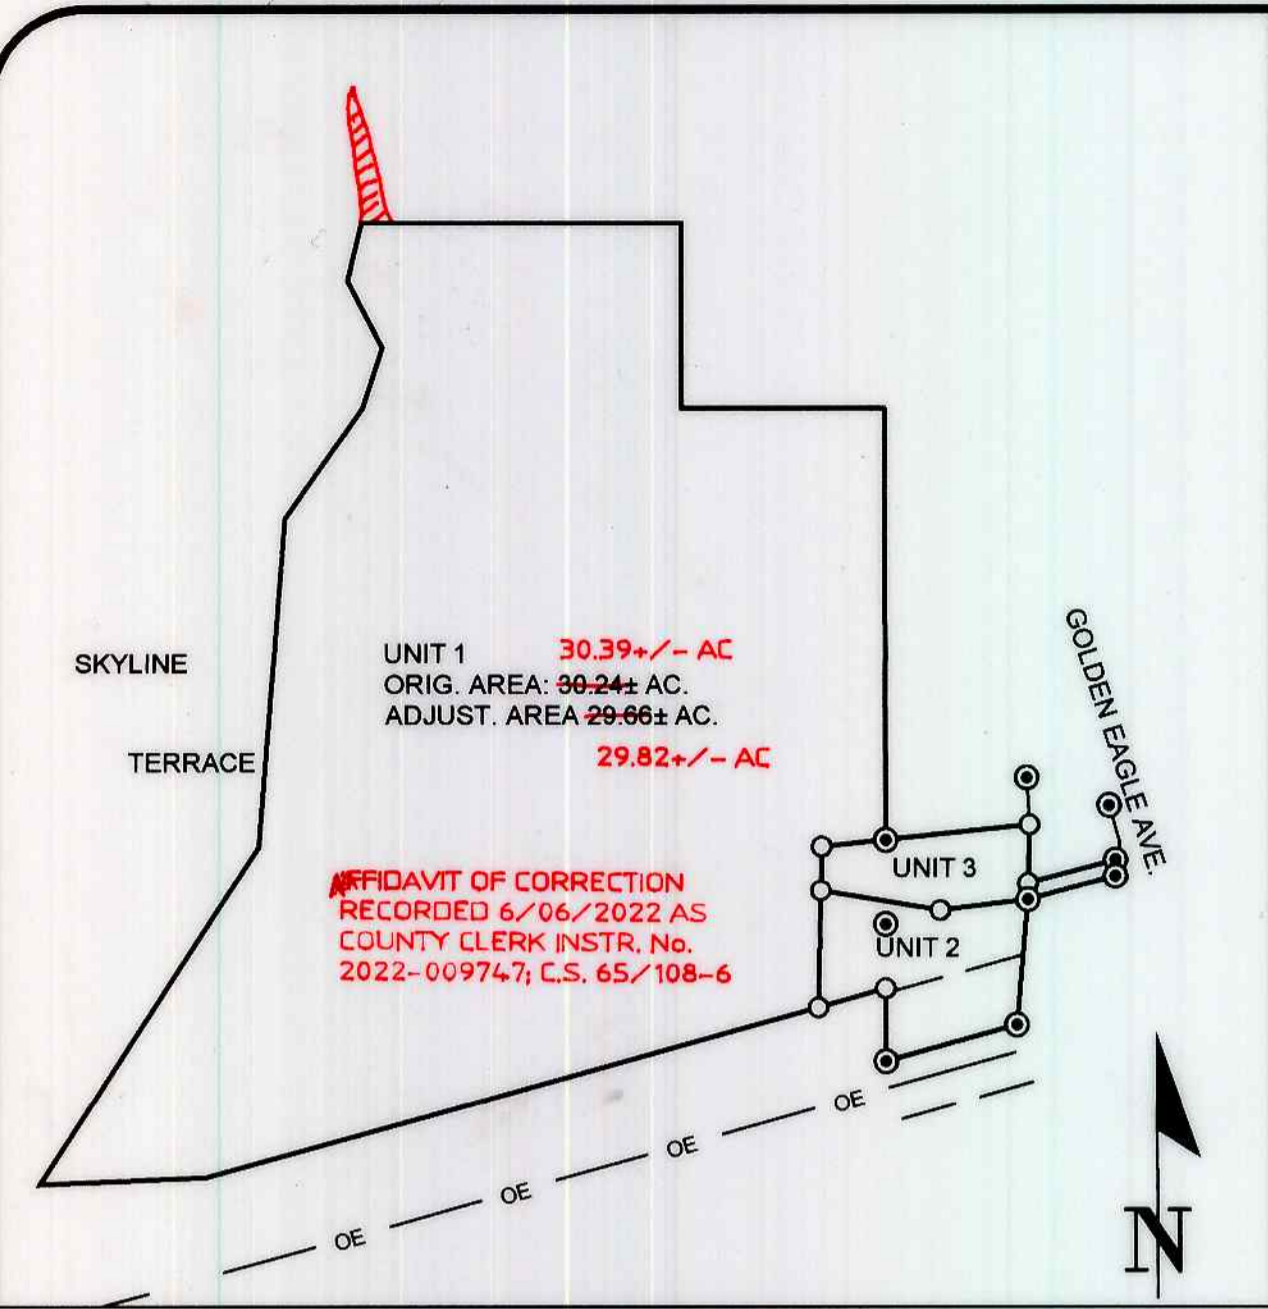 SKYLINE
TERRACE
UNIT 1 30.39+/- AC
ORIG. AREA: 30.24± AC.
ADJUST. AREA 29.66± AC.
29.82+/- AC
AFFIDAVIT OF CORRECTION
RECORDED 6/06/2022 AS
COUNTY CLERK INSTR. No.
2022-009747; C.S. 65/108-6
GOLDEN EAGLE AVE.
UNIT 3
UNIT 2
OE
OE
OE
OE
N